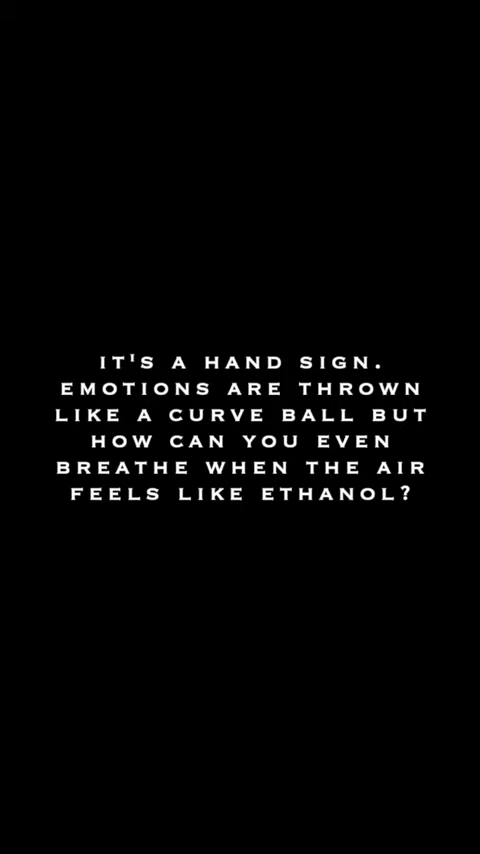 IT'S A HAND SIGN.
EMOTIONS ARE THROWN
LIKE A CURVE BALL BUT
HOW CAN YOU EVEN
BREATHE WHEN THE AIR
FEELS LIKE ETHANOL?